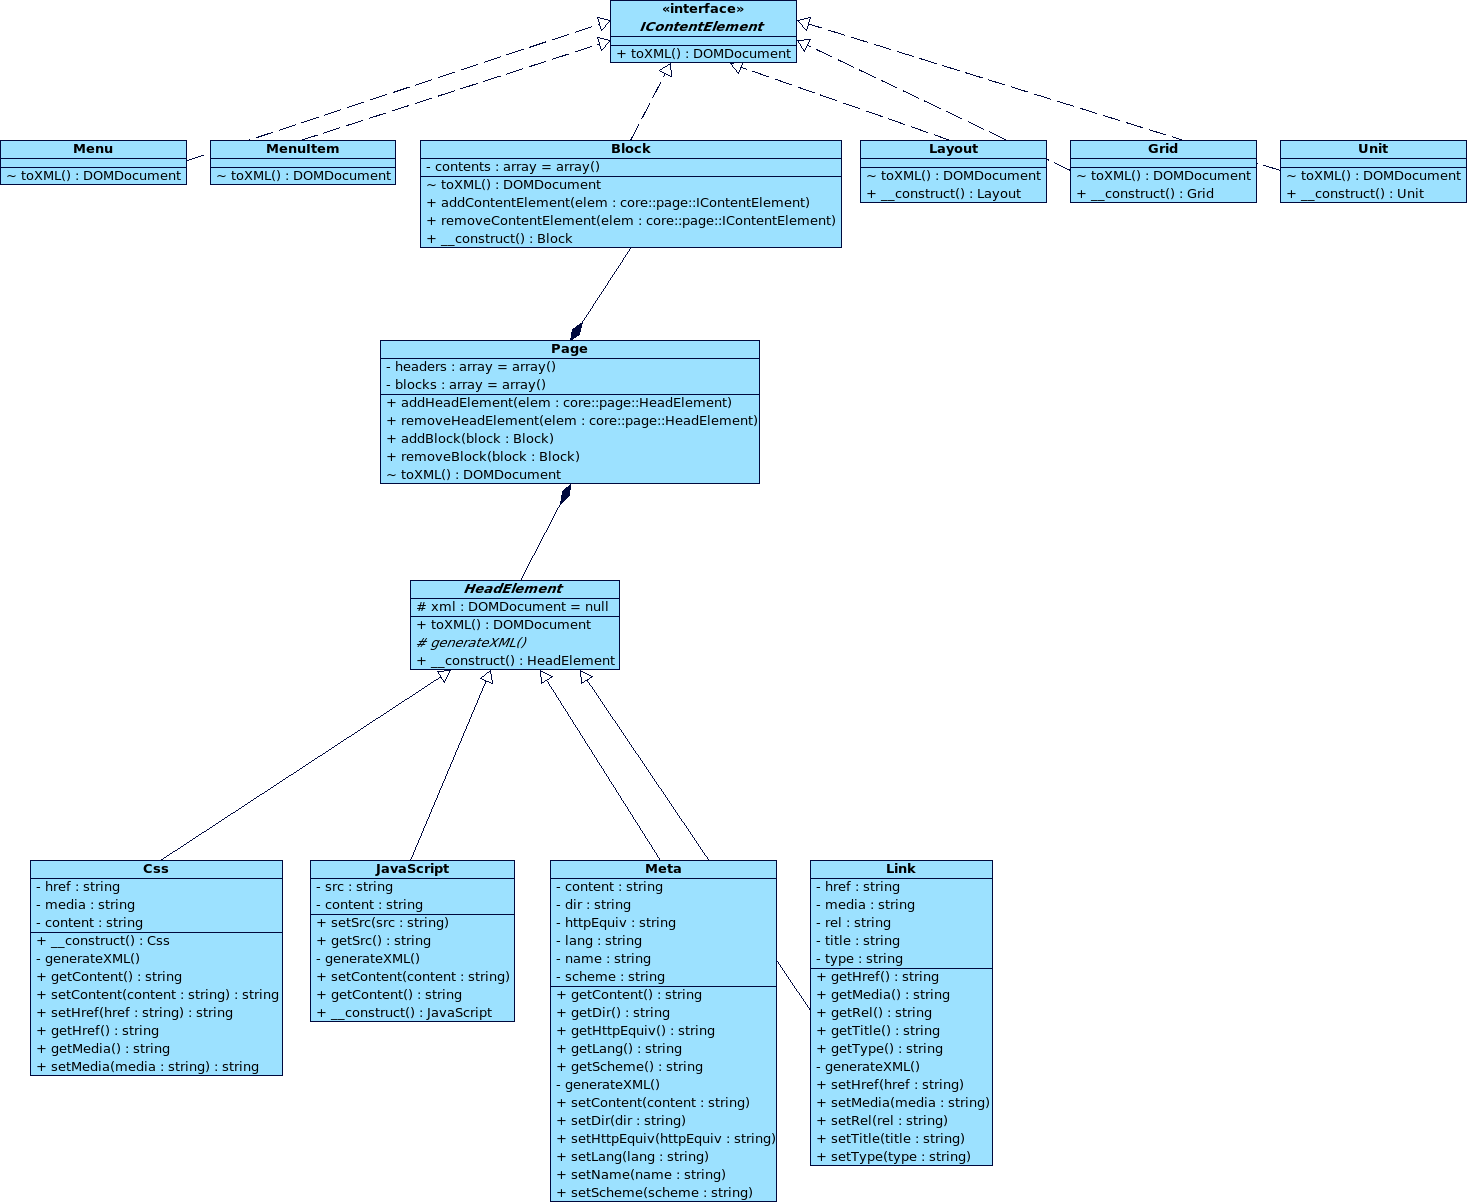 «interface»
IContentElement
+ toXML() : DOMDocument
Menu
~ toXML() : DOMDocument
MenuItem
~ toXML() : DOMDocument
Block
- contents : array = array()
~ toXML() : DOMDocument
+ addContentElement(elem : core::page::IContentElement)
+ removeContentElement(elem : core::page::IContentElement)
+ __construct() : Block
Layout
~ toXML() : DOMDocument
+ __construct() : Layout
Grid
~ toXML() : DOMDocument
+ __construct() : Grid
Unit
~ toXML() : DOMDocument
+ __construct() : Unit
Page
- headers : array = array()
- blocks : array = array()
+ addHeadElement(elem : core::page::HeadElement)
+ removeHeadElement(elem : core::page::HeadElement)
+ addBlock(block : Block)
+ removeBlock(block : Block)
~ toXML() : DOMDocument
HeadElement
# xml : DOMDocument = null
+ toXML() : DOMDocument
# generateXML()
+ __construct() : HeadElement
Css
- href : string
- media : string
- content : string
+ __construct() : Css
- generateXML()
+ getContent() : string
+ setContent(content : string) : string
+ setHref(href : string) : string
+ getHref() : string
+ getMedia() : string
+ setMedia(media : string) : string
JavaScript
- src : string
- content : string
+ setSrc(src : string)
+ getSrc() : string
- generateXML()
+ setContent(content : string)
+ getContent() : string
+ __construct() : JavaScript
Meta
- content : string
- dir : string
- httpEquiv : string
- lang : string
- name : string
- scheme : string
+ getContent() : string
+ getDir() : string
+ getHttpEquiv() : string
+ getLang() : string
+ getScheme() : string
- generateXML()
+ setContent(content : string)
+ setDir(dir : string)
+ setHttpEquiv(httpEquiv : string)
+ setLang(lang : string)
+ setName(name : string)
+ setScheme(scheme : string)
Link
- href : string
- media : string
- rel : string
- title : string
- type : string
+ getHref() : string
+ getMedia() : string
+ getRel() : string
+ getTitle() : string
+ getType() : string
- generateXML()
+ setHref(href : string)
+ setMedia(media : string)
+ setRel(rel : string)
+ setTitle(title : string)
+ setType(type : string)